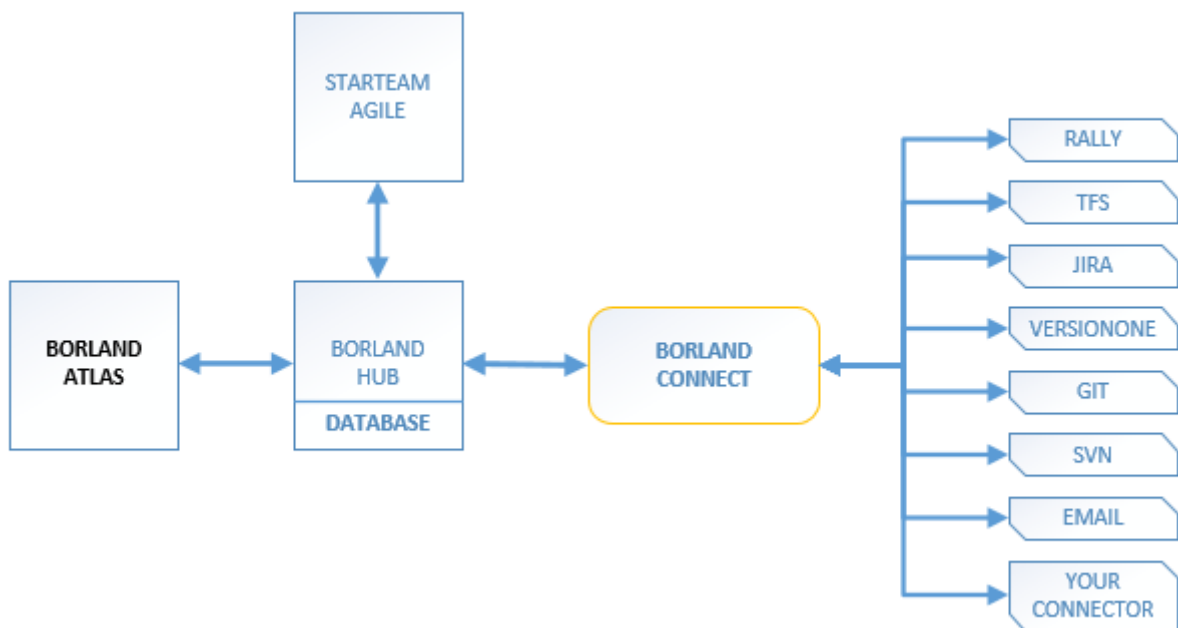 STARTEAM
AGILE
BORLAND
ATLAS
BORLAND
HUB
DATABASE
BORLAND
CONNECT
RALLY
TFS
JIRA
VERSIONONE
GIT
SVN
EMAIL
YOUR
CONNECTOR